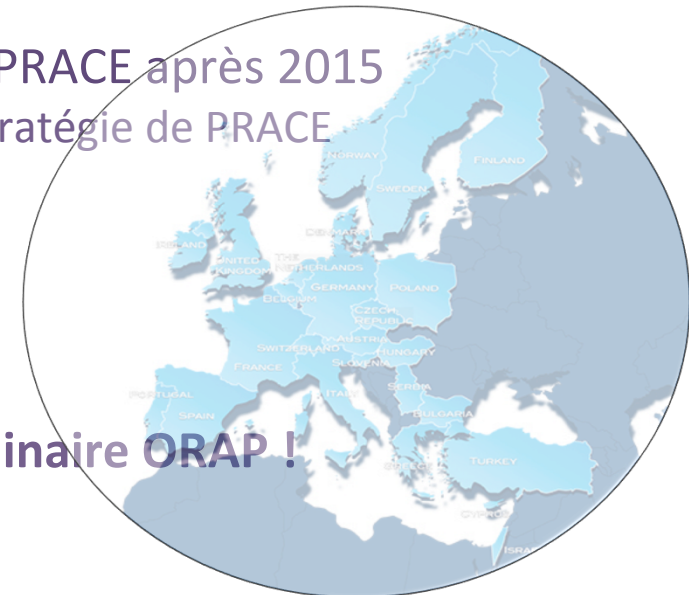 PRACE après 2015
ratégie de PRACE
NORWAY
FINLAND
SWEDEN
DENMARK
IRELAND
UNITED
KINGDOM
THE
NETHERLANDS
GERMANY
POLAND
BELGIUM
CZECH
REPUBLIC
AUSTRIA
SWITZERLAND
HUNGARY
SLOVENIA
FRANCE
SERBIA
ITALY
PORTUGAL
SPAIN
BULGARIA
inaire ORAP !
GREECE
TURKEY
CYPRUS
ISRA